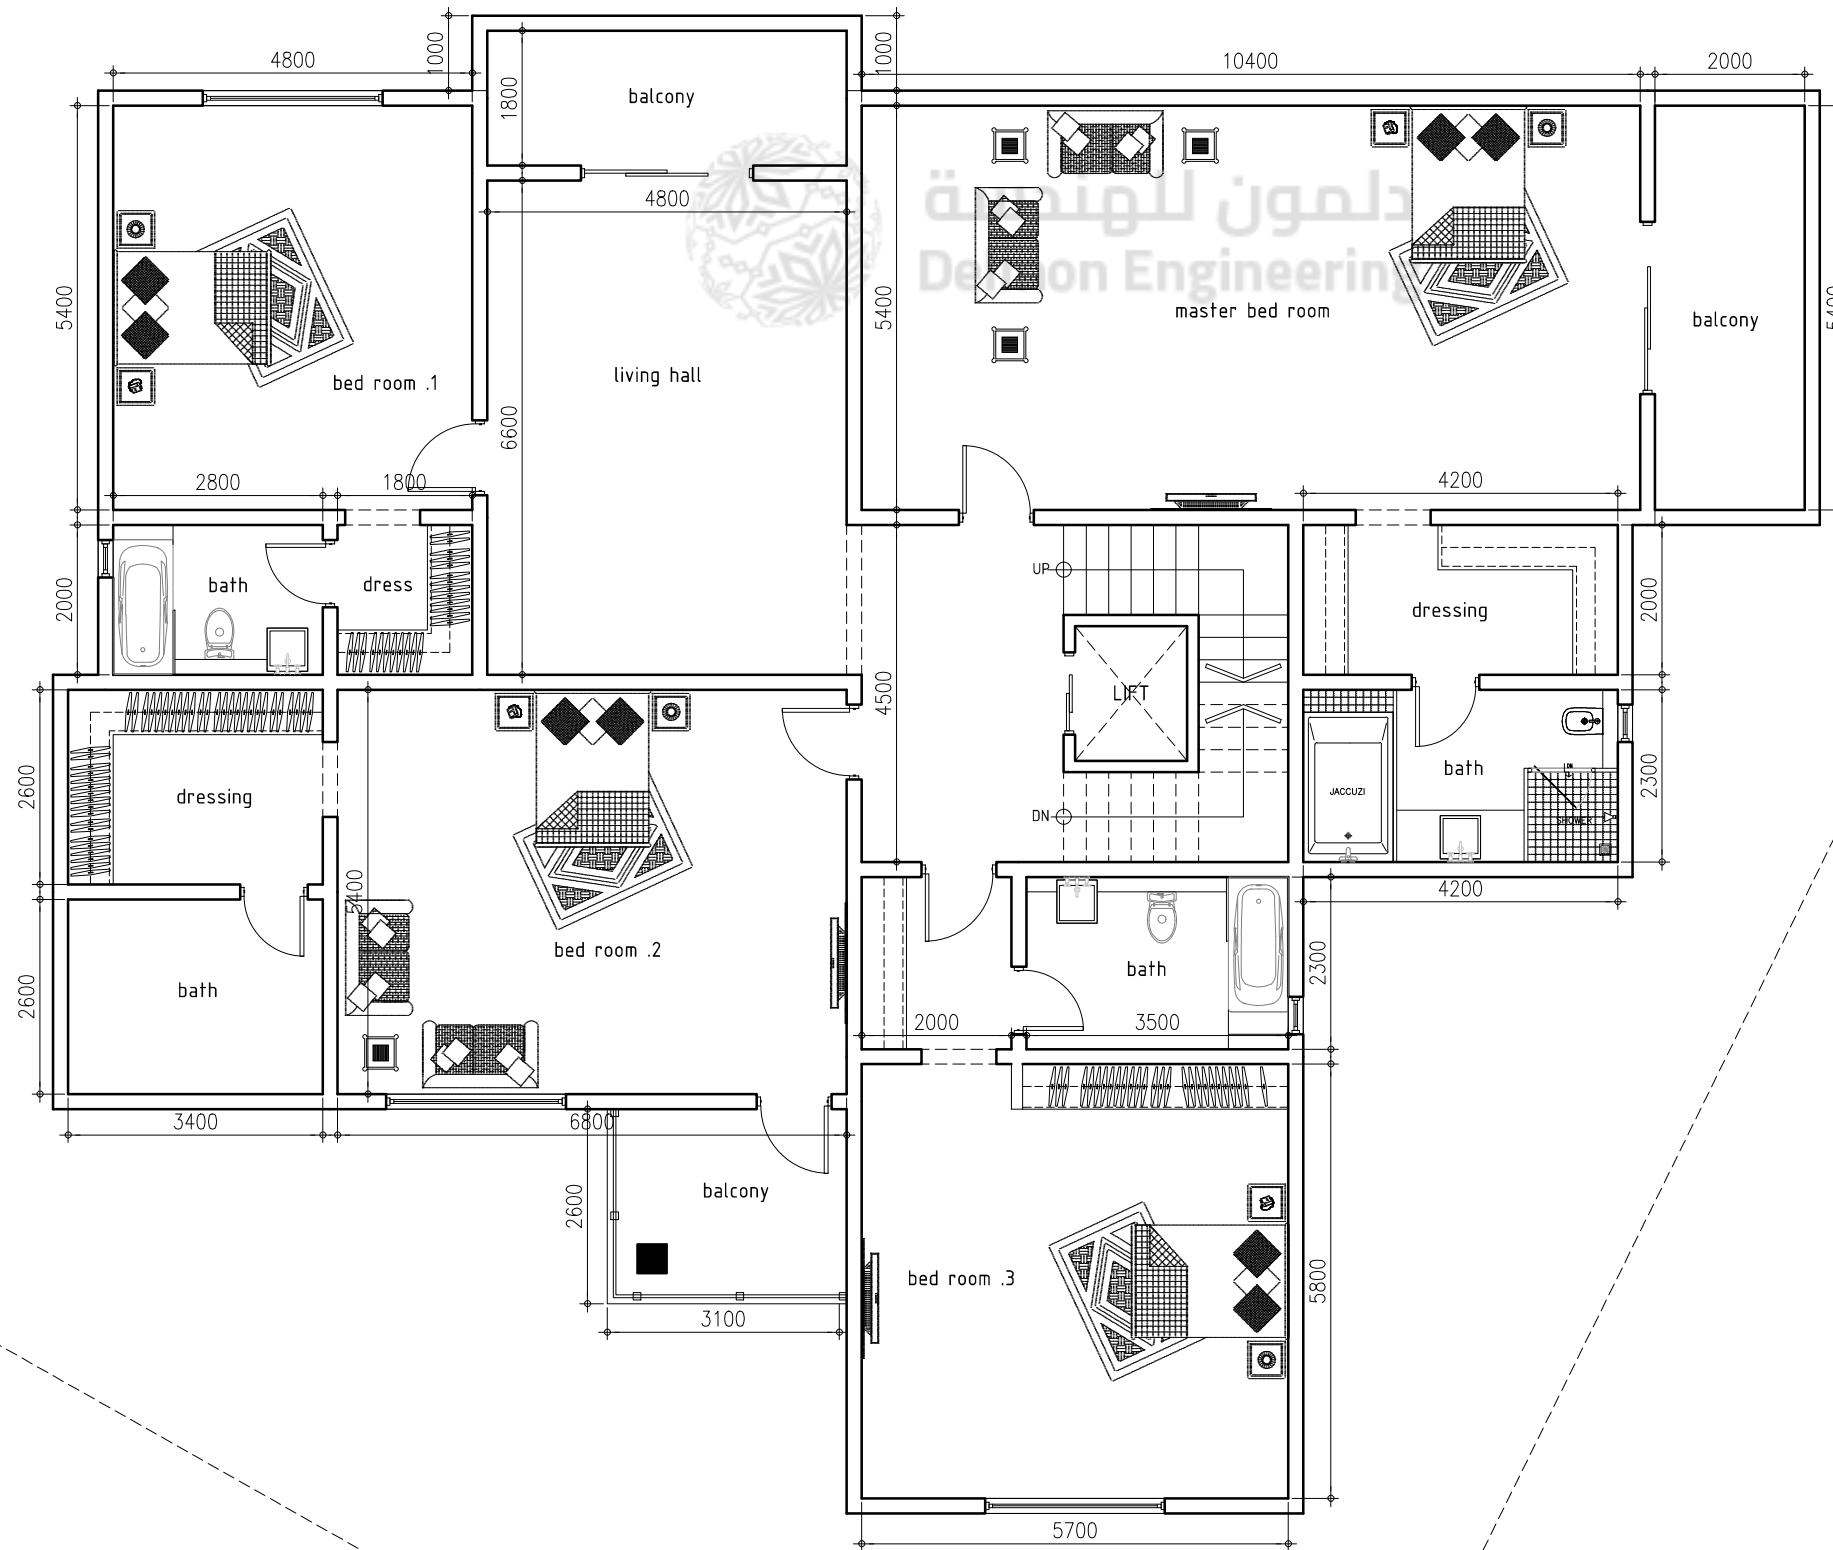 4800
1000
1000
10400
2000
1800
balcony
4800
دلمون للهندسة
Delmon Engineering
5400
bed room .1
living hall
6600
5400
master bed room
balcony
5400
2800
1800
4200
2000
bath
dress
UP
dressing
2000
LIFT
4500
2600
dressing
DN
JACCUZI
bath
DN
SHOWER
2300
5400
4200
2600
bath
bed room .2
bath
2300
2000
3500
3400
6800
2600
balcony
3100
bed room .3
5800
5700